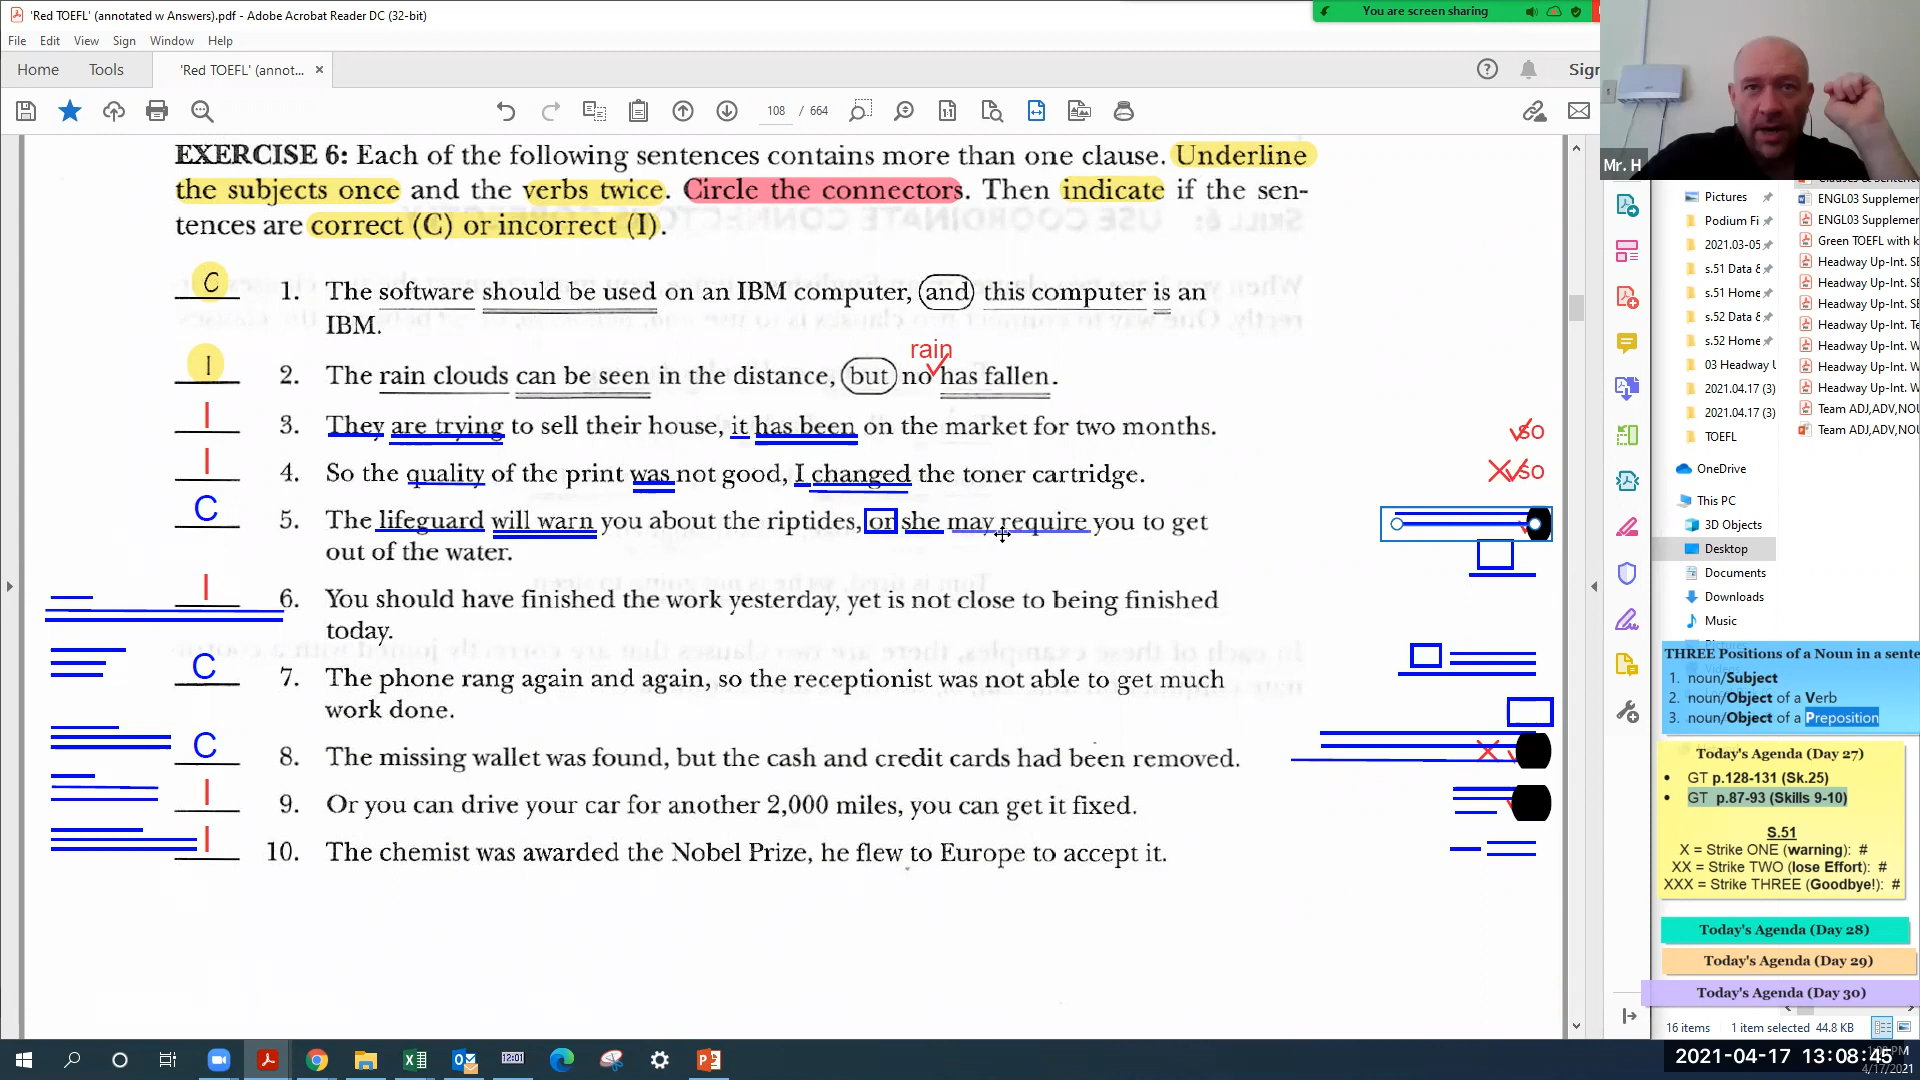 'Red TOEFL' (annotated w Answers).pdf - Adobe Acrobat Reader DC (32-bit)
You are screen sharing
File Edit View Sign Window Help
Home Tools 'Red TOEFL' (annot... × Sign
108 / 664
Mr. H
EXERCISE 6: Each of the following sentences contains more than one clause. Underline
the subjects once and the verbs twice. Circle the connectors. Then indicate if the sen-
tences are correct (C) or incorrect (I).
C 1. The software should be used on an IBM computer, and this computer is an
IBM.
rain
I 2. The rain clouds can be seen in the distance, but no has fallen.
I 3. They are trying to sell their house, it has been on the market for two months. so
I 4. So the quality of the print was not good, I changed the toner cartridge. so
C 5. The lifeguard will warn you about the riptides, or she may require you to get
out of the water.
I 6. You should have finished the work yesterday, yet is not close to being finished
today.
C 7. The phone rang again and again, so the receptionist was not able to get much
work done.
C 8. The missing wallet was found, but the cash and credit cards had been removed.
I 9. Or you can drive your car for another 2,000 miles, you can get it fixed.
I 10. The chemist was awarded the Nobel Prize, he flew to Europe to accept it.
Pictures
Podium Fi
2021.03-05
s.51 Data &
s.51 Home
s.52 Data &
s.52 Home
03 Headway U
2021.04.17 (3)
2021.04.17 (3)
TOEFL
OneDrive
This PC
3D Objects
Desktop
Documents
Downloads
Music
ENGL03 Supplemer
ENGL03 Supplemer
Green TOEFL with k
Headway Up-Int. SE
Headway Up-Int. SE
Headway Up-Int. SE
Headway Up-Int. Te
Headway Up-Int. W
Headway Up-Int. W
Headway Up-Int. W
Team ADJ,ADV,NOU
Team ADJ,ADV,NOU
THREE Positions of a Noun in a sente
1. noun/Subject
2. noun/Object of a Verb
3. noun/Object of a Preposition
Today's Agenda (Day 27)
• GT p.128-131 (Sk.25)
• GT p.87-93 (Skills 9-10)
S.51
X = Strike ONE (warning): #
XX = Strike TWO (lose Effort): #
XXX = Strike THREE (Goodbye!): #
Today's Agenda (Day 28)
Today's Agenda (Day 29)
Today's Agenda (Day 30)
16 items 1 item selected 44.8 KB
12:01
2021-04-17 13:08:45
4/17/2021